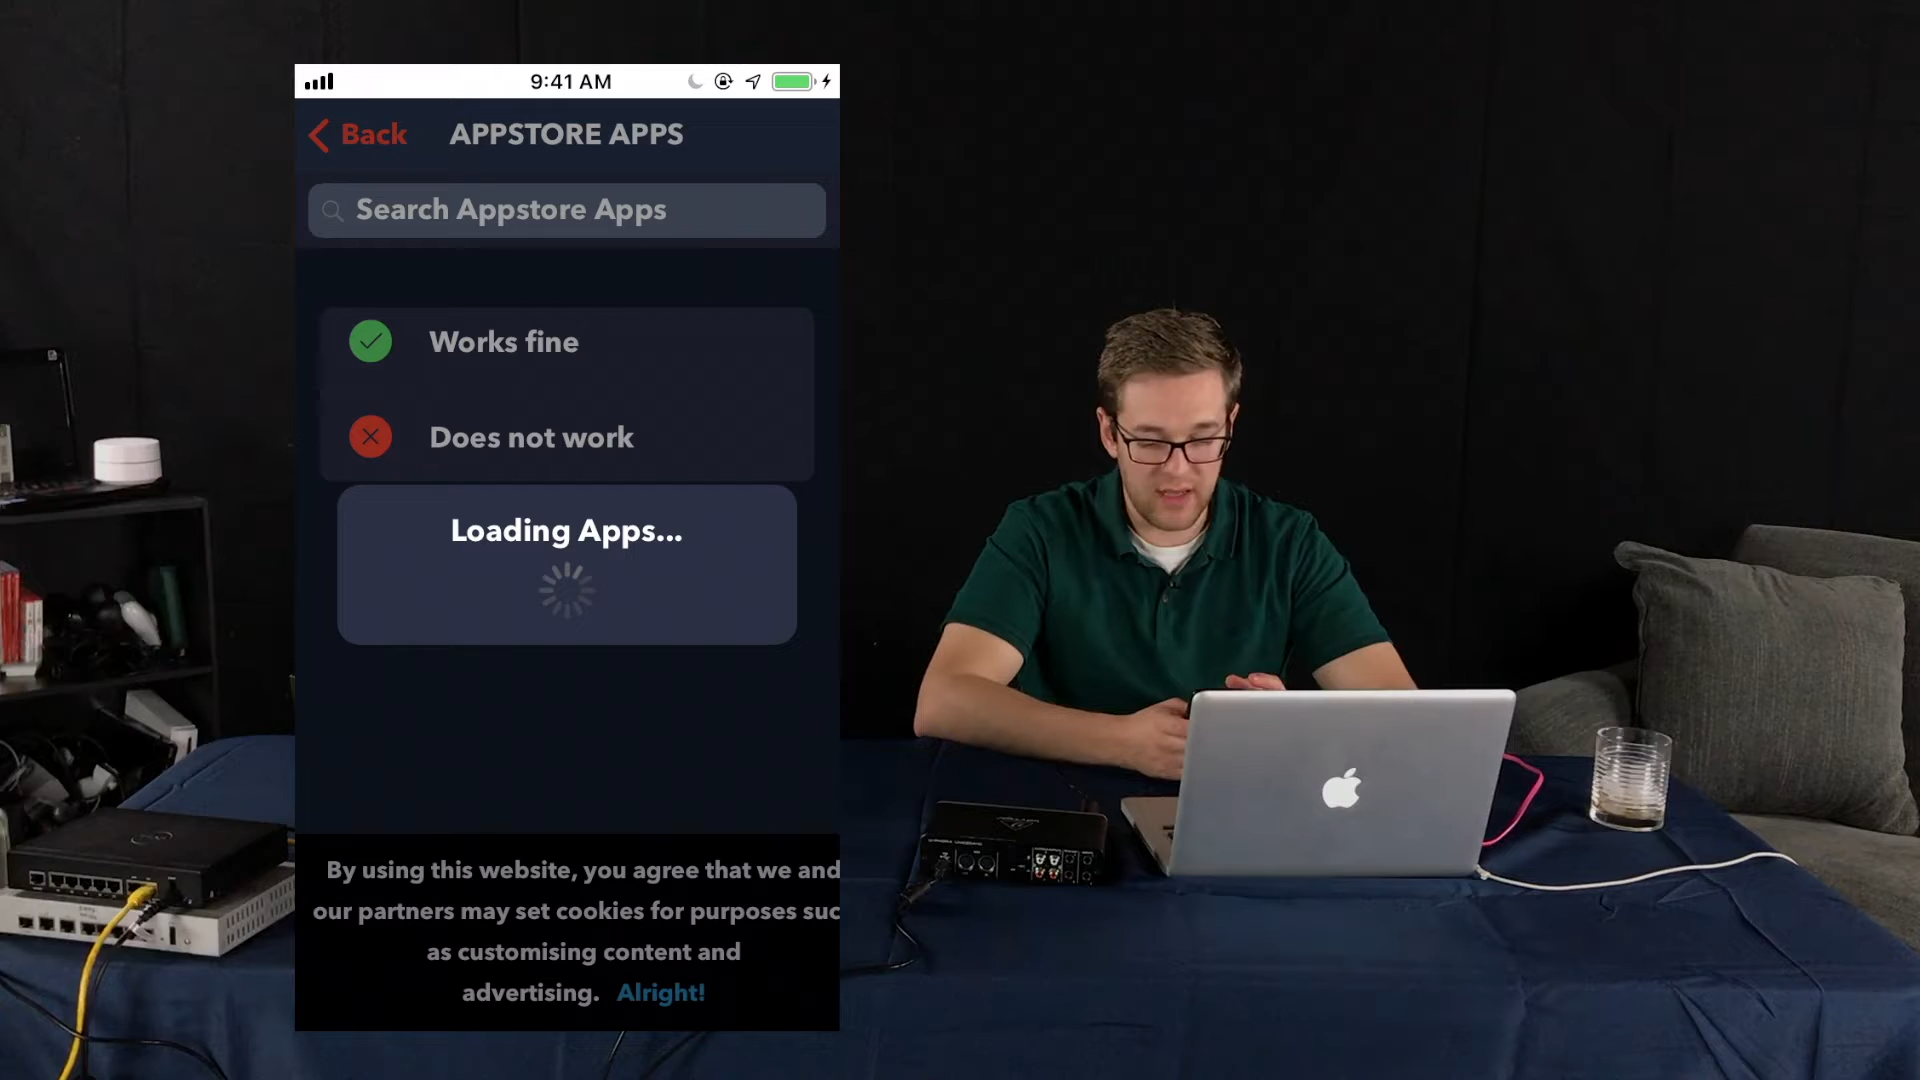 9:41 AM
Back
APPSTORE APPS
Search Appstore Apps
Works fine
Does not work
Loading Apps...
By using this website, you agree that we and
our partners may set cookies for purposes suc
as customising content and
advertising. Alright!